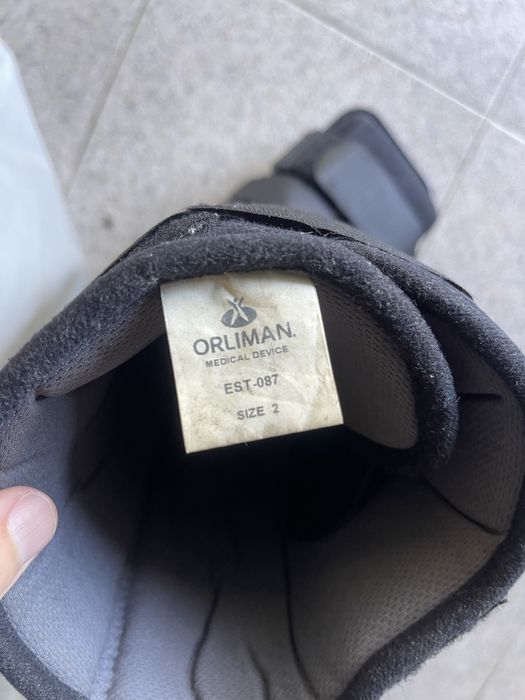 ORLIMAN.
MEDICAL DEVICE
EST-087
SIZE 2